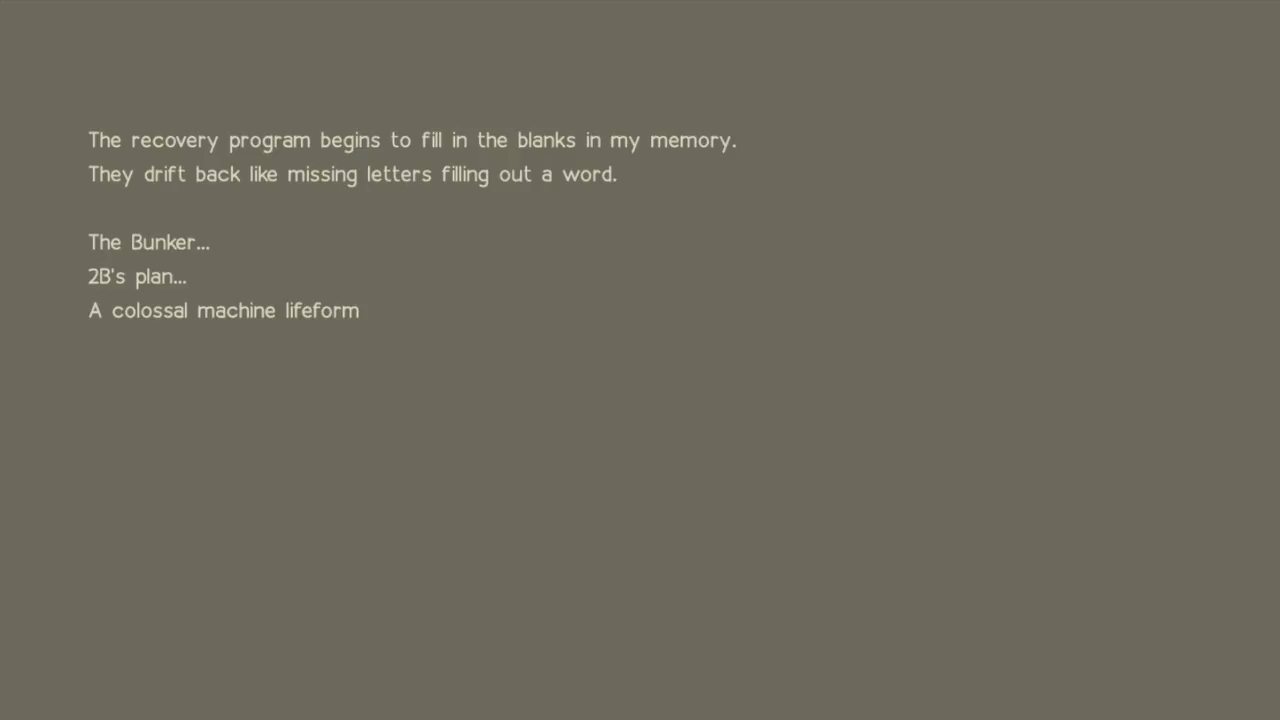 The recovery program begins to fill in the blanks in my memory.
They drift back like missing letters filling out a word.
The Bunker...
2B's plan...
A colossal machine lifeform